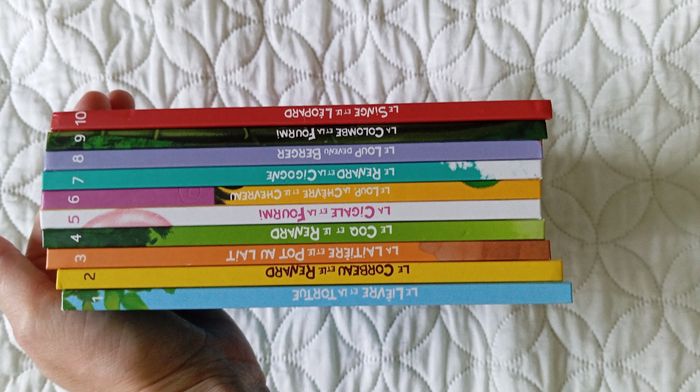 10 Le Singe et le Léopard
9 La Colombe et la Fourmi
8 Le Loup devenu Berger
7 Le Renard et la Cigogne
6 Le Loup, la Chèvre et le Chevreau
5 La Cigale et la Fourmi
4 Le Coq et le Renard
3 La Laitière et le Pot au Lait
2 Le Corbeau et le Renard
1 Le Lièvre et la Tortue